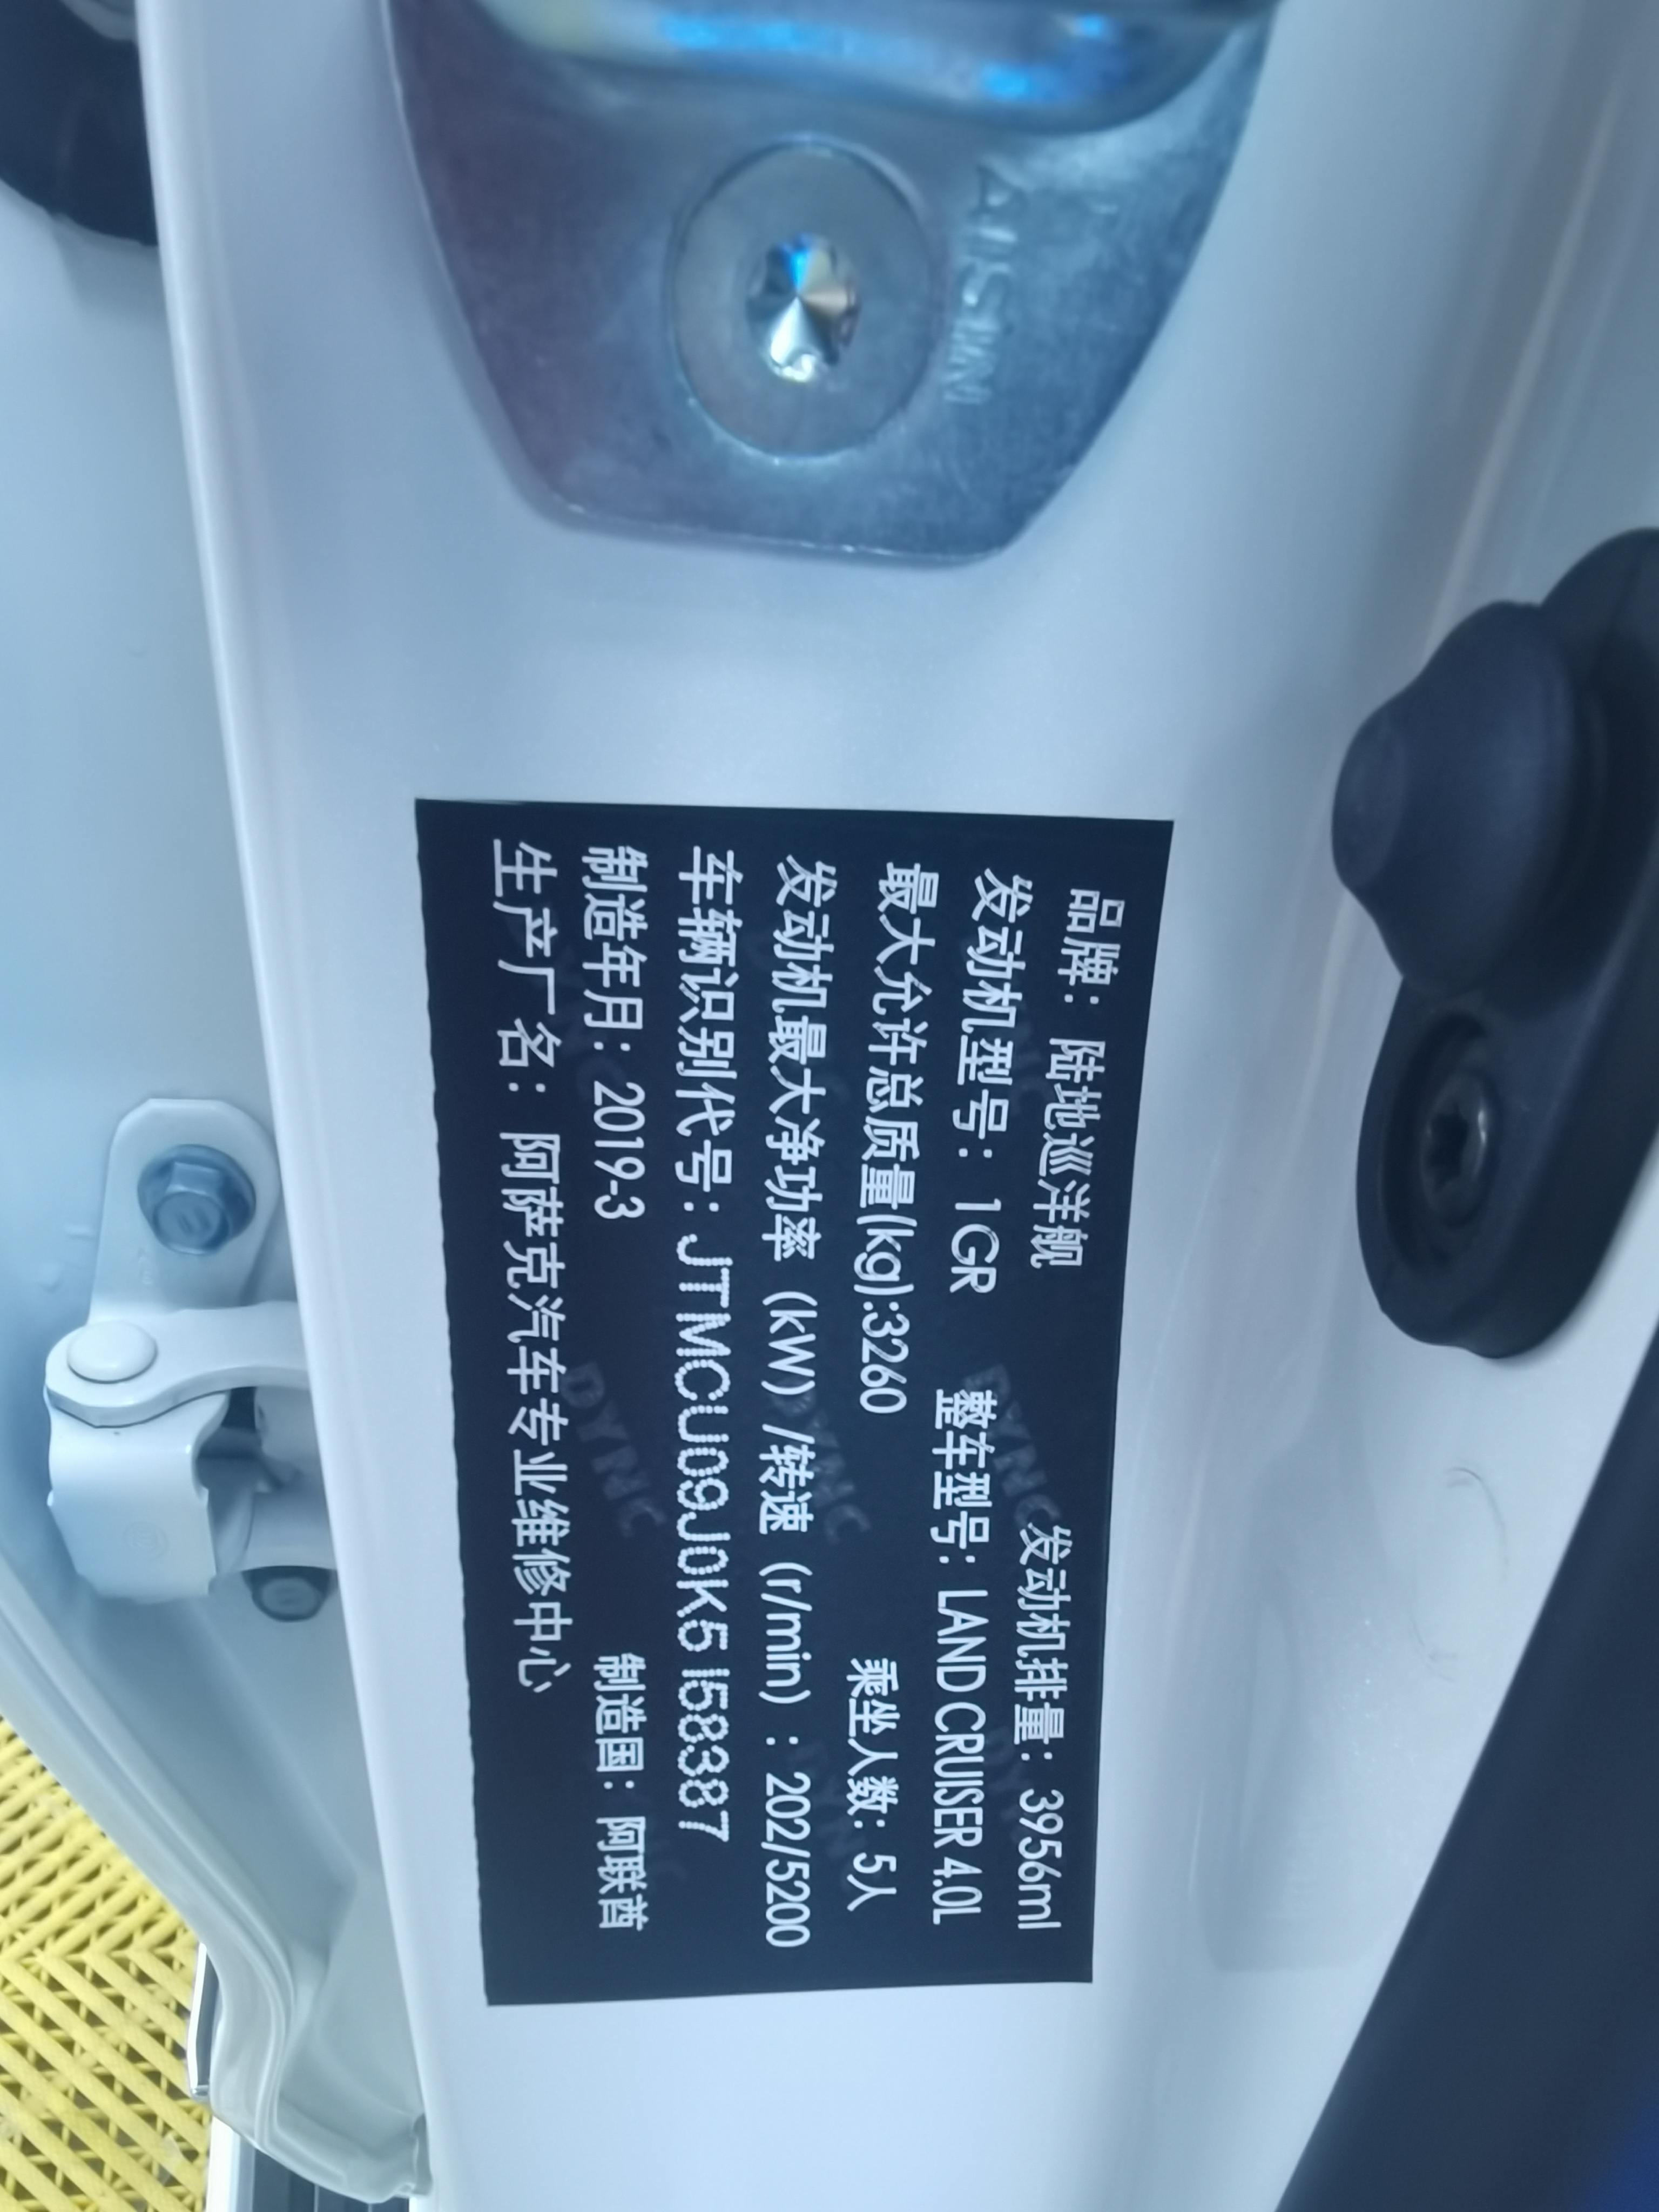 AISIN
品牌：陆地巡洋舰 发动机排量：3956ml
发动机型号：1GR 整车型号：LAND CRUISER 4.0L
最大允许总质量(kg):3260 乘坐人数：5人
发动机最大净功率（kW）/转速（r/min）:202/5200
车辆识别代号：JTMCU09J0K5158387
制造年月：2019-3 制造国：阿联酋
生产厂名：阿萨克汽车专业维修中心
DYNC
DYNC
DYNC